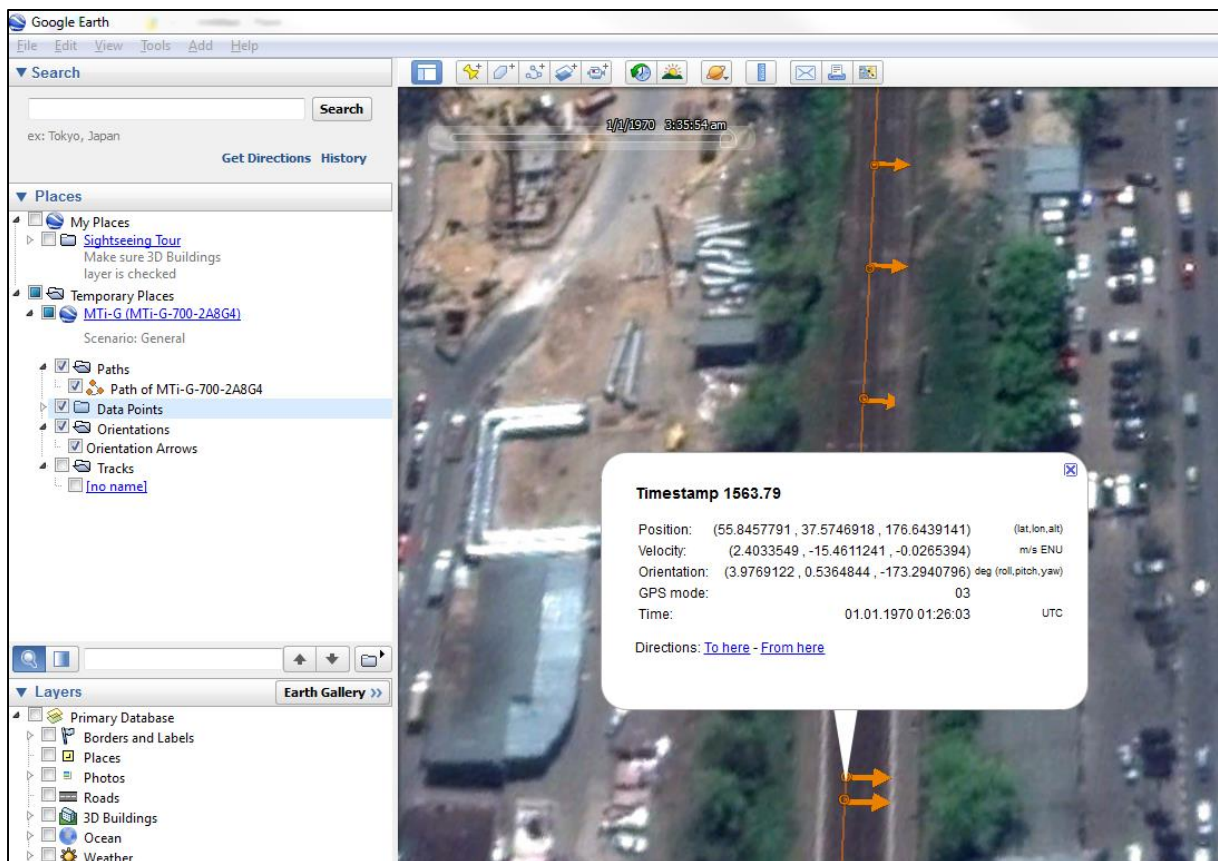 Google Earth
File Edit View Tools Add Help
Search
Search
ex: Tokyo, Japan
Get Directions History
Places
My Places
Sightseeing Tour
Make sure 3D Buildings
layer is checked
Temporary Places
MTi-G (MTi-G-700-2A8G4)
Scenario: General
Paths
Path of MTi-G-700-2A8G4
Data Points
Orientations
Orientation Arrows
Tracks
[no name]
Layers
Earth Gallery »
Primary Database
Borders and Labels
Places
Photos
Roads
3D Buildings
Ocean
Weather
1/1/1970 3:35:54 am
Timestamp 1563.79
Position: (55.8457791 , 37.5746918 , 176.6439141) (lat,lon,alt)
Velocity: (2.4033549 , -15.4611241 , -0.0265394) m/s ENU
Orientation: (3.9769122 , 0.5364844 , -173.2940796) deg (roll,pitch,yaw)
GPS mode: 03
Time: 01.01.1970 01:26:03 UTC
Directions: To here - From here